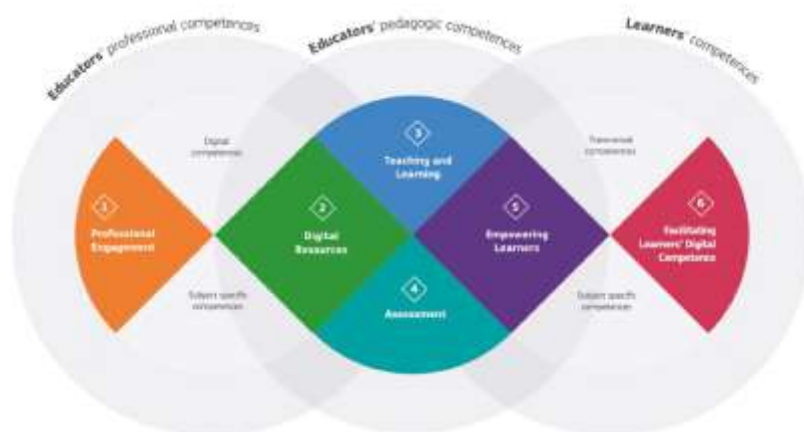 Educators' professional competences
Educators' pedagogic competences
Learners' competences
Digital
competences
3
Teaching and
Learning
Transversal
competences
1
Professional
Engagement
2
Digital
Resources
5
Empowering
Learners
6
Facilitating
Learners' Digital
Competence
Subject specific
competences
4
Assessment
Subject specific
competences